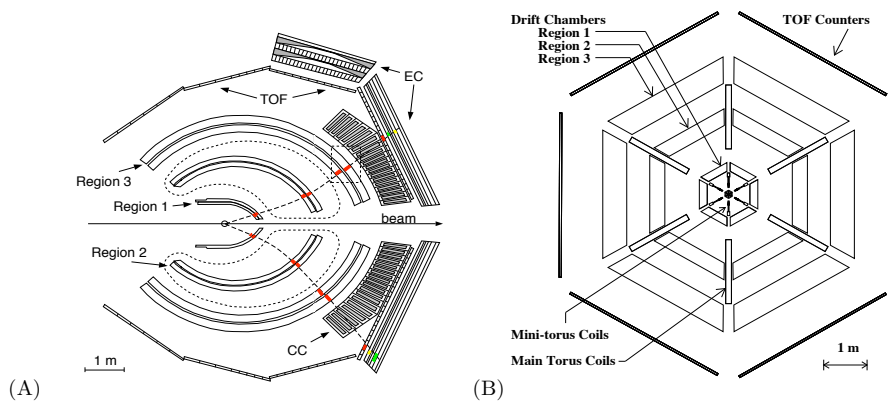 EC
TOF
Region 3
Region 1
beam
Region 2
CC
1 m
(A)
Drift Chambers
Region 1
Region 2
Region 3
TOF Counters
Mini-torus Coils
Main Torus Coils
1 m
(B)